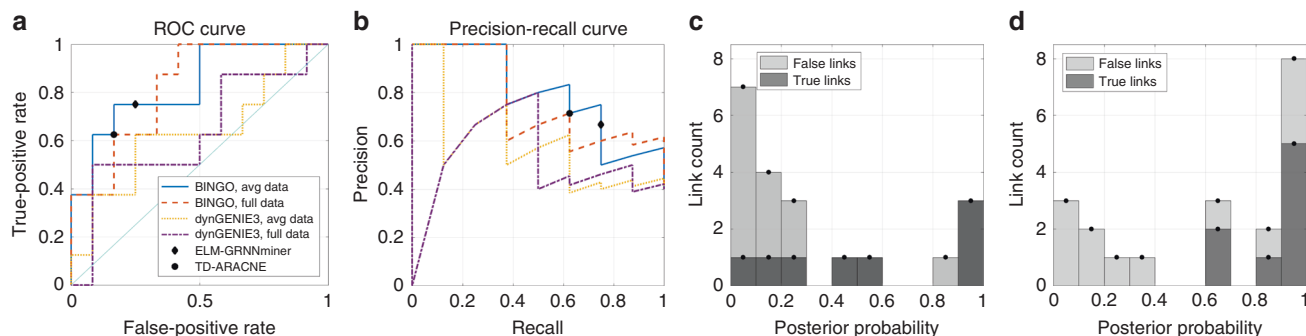 a
ROC curve
1
0.8
0.6
0.4
0.2
0
0
0.5
1
True-positive rate
False-positive rate
BINGO, avg data
BINGO, full data
dynGENIE3, avg data
dynGENIE3, full data
ELM-GRNNminer
TD-ARACNE
b
Precision-recall curve
1
0.8
0.6
0.4
0.2
0
0
0.2
0.4
0.6
0.8
1
Precision
Recall
c
8
6
4
2
0
0
0.2
0.4
0.6
0.8
1
Link count
Posterior probability
False links
True links
d
8
6
4
2
0
0
0.2
0.4
0.6
0.8
1
Link count
Posterior probability
False links
True links